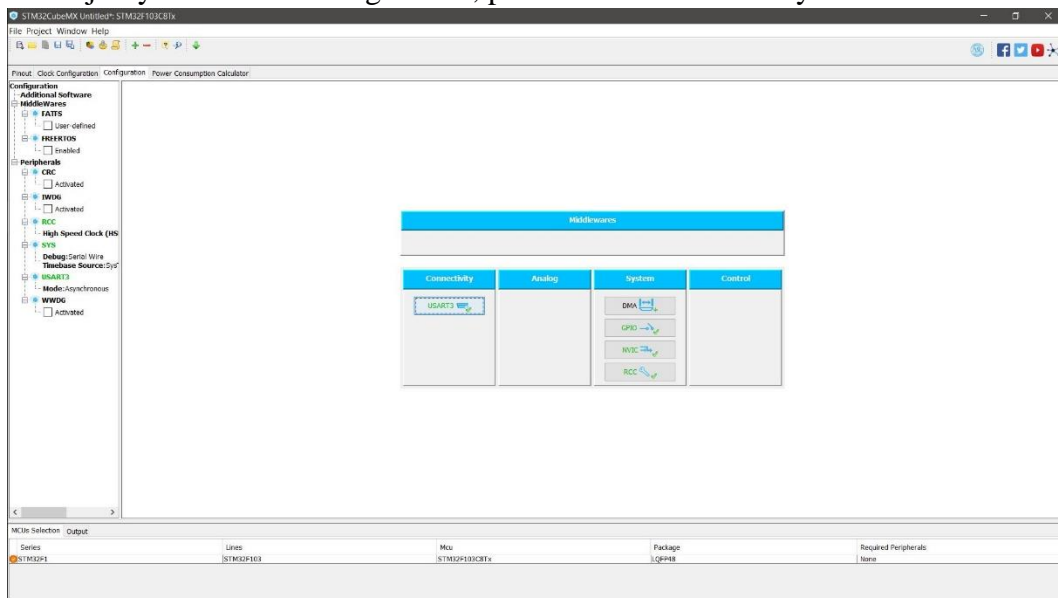 STM32CubeMX Untitled*: STM32F103C8Tx
File Project Window Help
Pinout Clock Configuration Configuration Power Consumption Calculator
Configuration
Additional Software
MiddleWares
FATFS
User-defined
FREERTOS
Enabled
Peripherals
CRC
Activated
IWDG
Activated
RCC
High Speed Clock (HS
SYS
Debug:Serial Wire
Timebase Source:Sys
USART3
Mode:Asynchronous
WWDG
Activated
Middlewares
Connectivity Analog System Control
USART3 DMA
GPIO
NVIC
RCC
MCUs Selection Output
Series Lines Mcu Package Required Peripherals
STM32F1 STM32F103 STM32F103C8Tx LQFP48 None